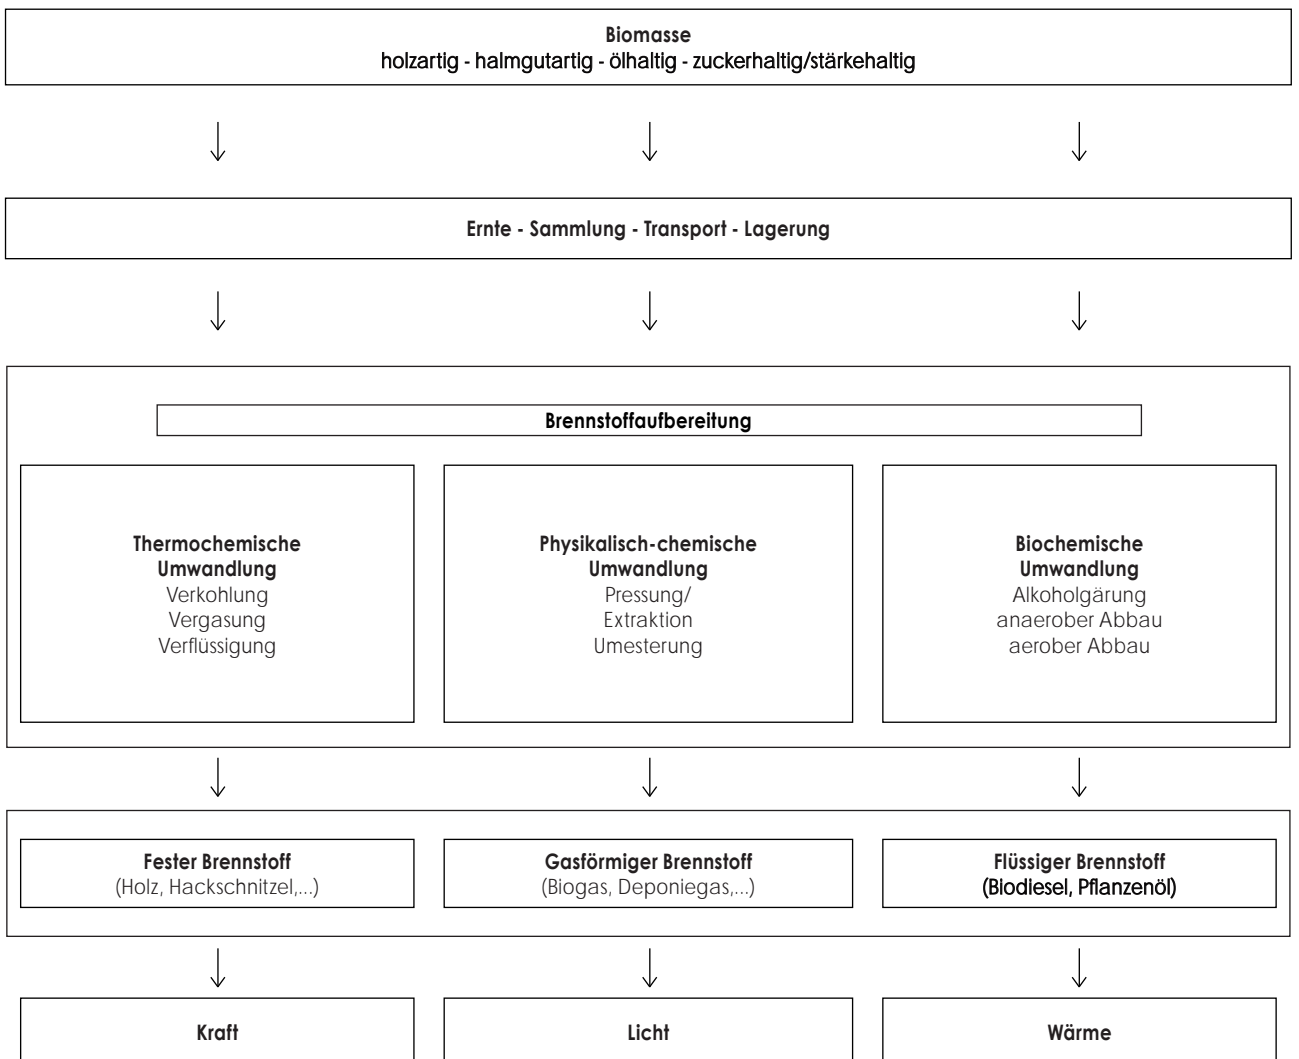 Biomasse
holzartig - halmgutartig - ölhaltig - zuckerhaltig/stärkehaltig
Ernte - Sammlung - Transport - Lagerung
Brennstoffaufbereitung
Thermochemische
Umwandlung
Verkohlung
Vergasung
Verflüssigung
Physikalisch-chemische
Umwandlung
Pressung/
Extraktion
Umesterung
Biochemische
Umwandlung
Alkoholgärung
anaerober Abbau
aerober Abbau
Fester Brennstoff
(Holz, Hackschnitzel,...)
Gasförmiger Brennstoff
(Biogas, Deponiegas,...)
Flüssiger Brennstoff
(Biodiesel, Pflanzenöl)
Kraft
Licht
Wärme